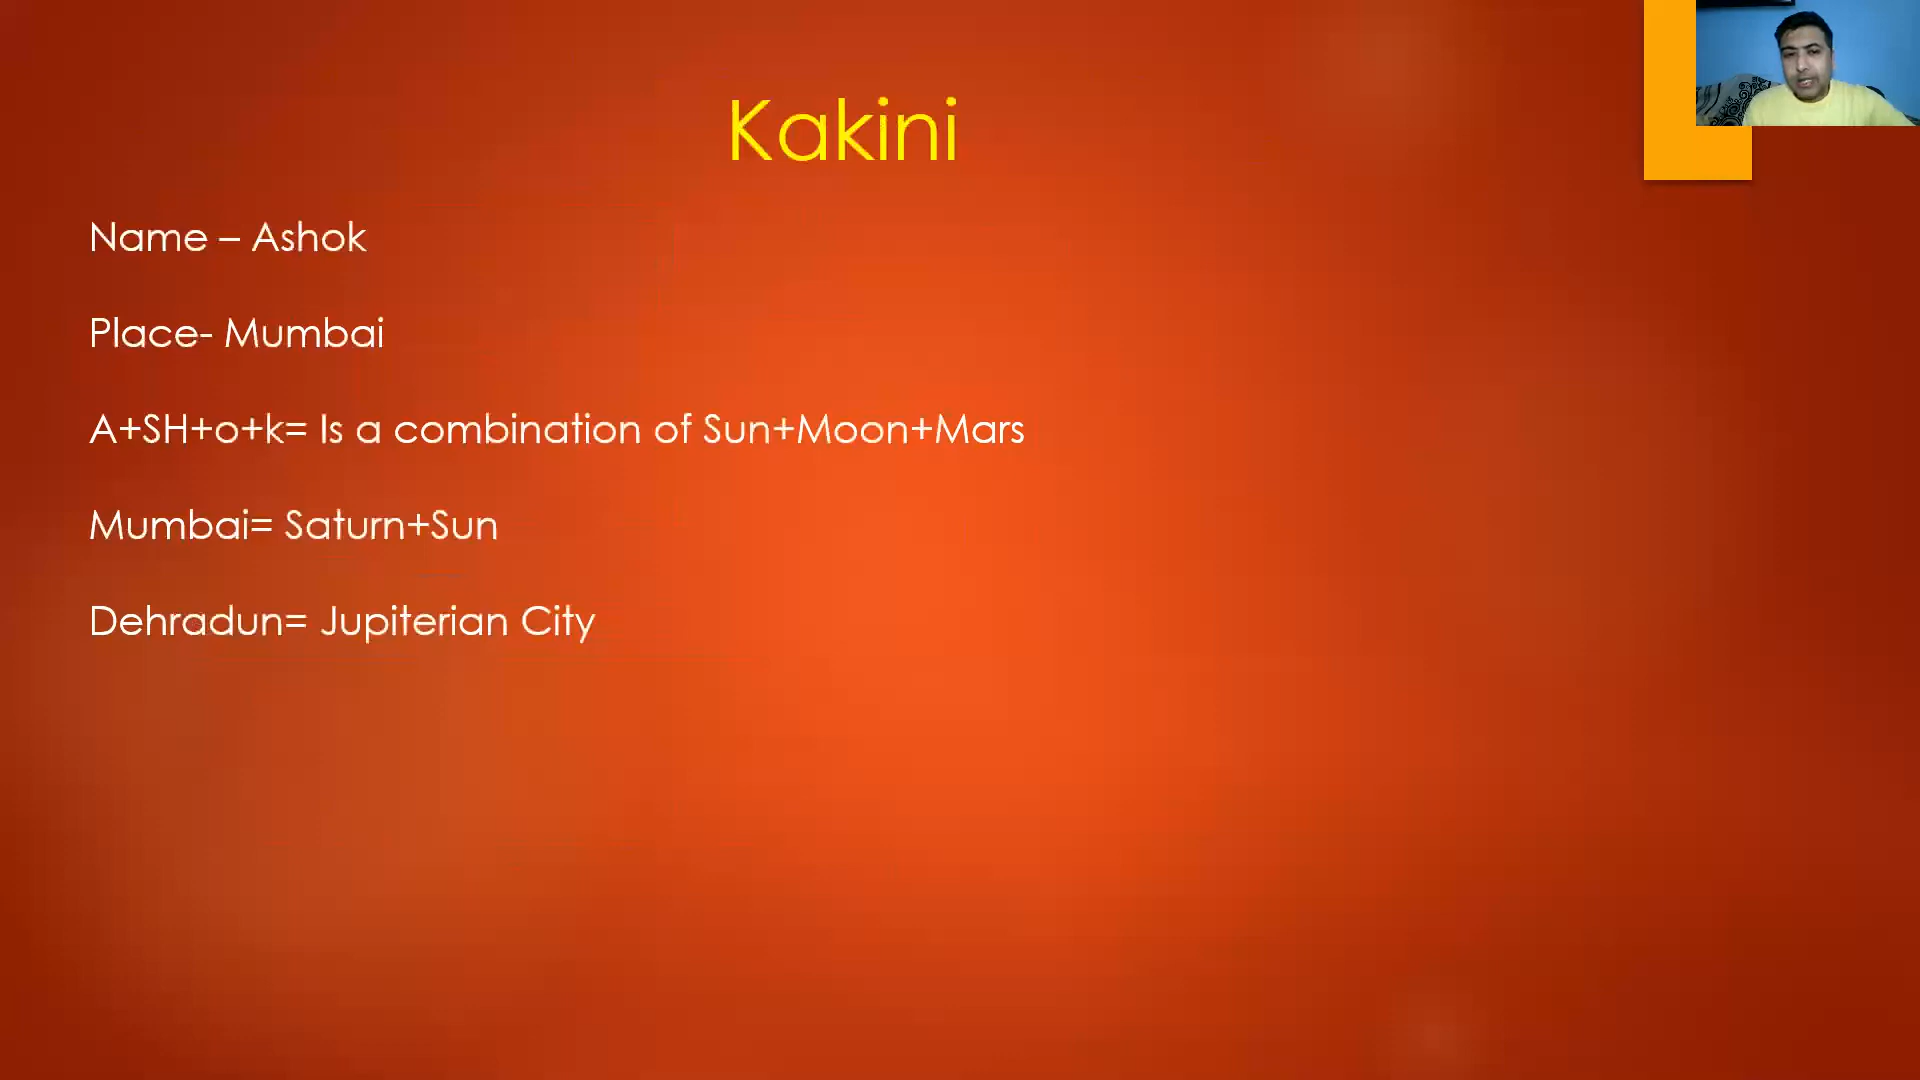 Kakini
Name – Ashok
Place- Mumbai
A+SH+o+k= Is a combination of Sun+Moon+Mars
Mumbai= Saturn+Sun
Dehradun= Jupiterian City